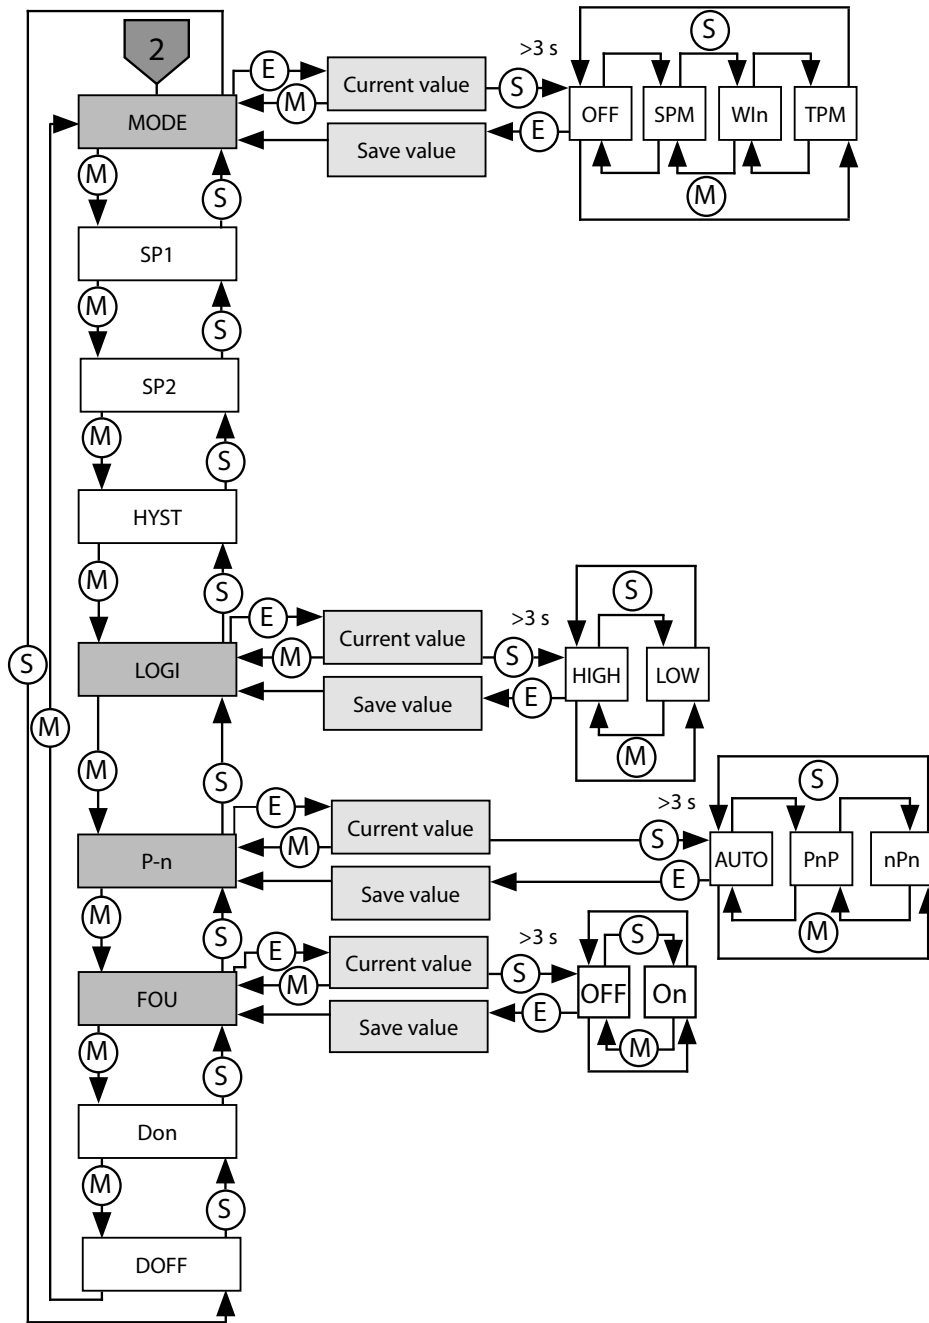 2
S
>3 s
E
Current value
S
OFF
SPM
WIn
TPM
M
MODE
E
Save value
M
M
S
SP1
M
S
SP2
M
S
HYST
M
S
S
E
>3 s
Current value
M
S
LOGI
HIGH
LOW
S
Save value
E
M
M
M
S
S
>3 s
E
Current value
M
S
P-n
AUTO
PnP
nPn
Save value
E
M
M
S
>3 s
S
E
Current value
S
M
FOU
OFF
On
Save value
E
M
M
S
Don
M
S
DOFF